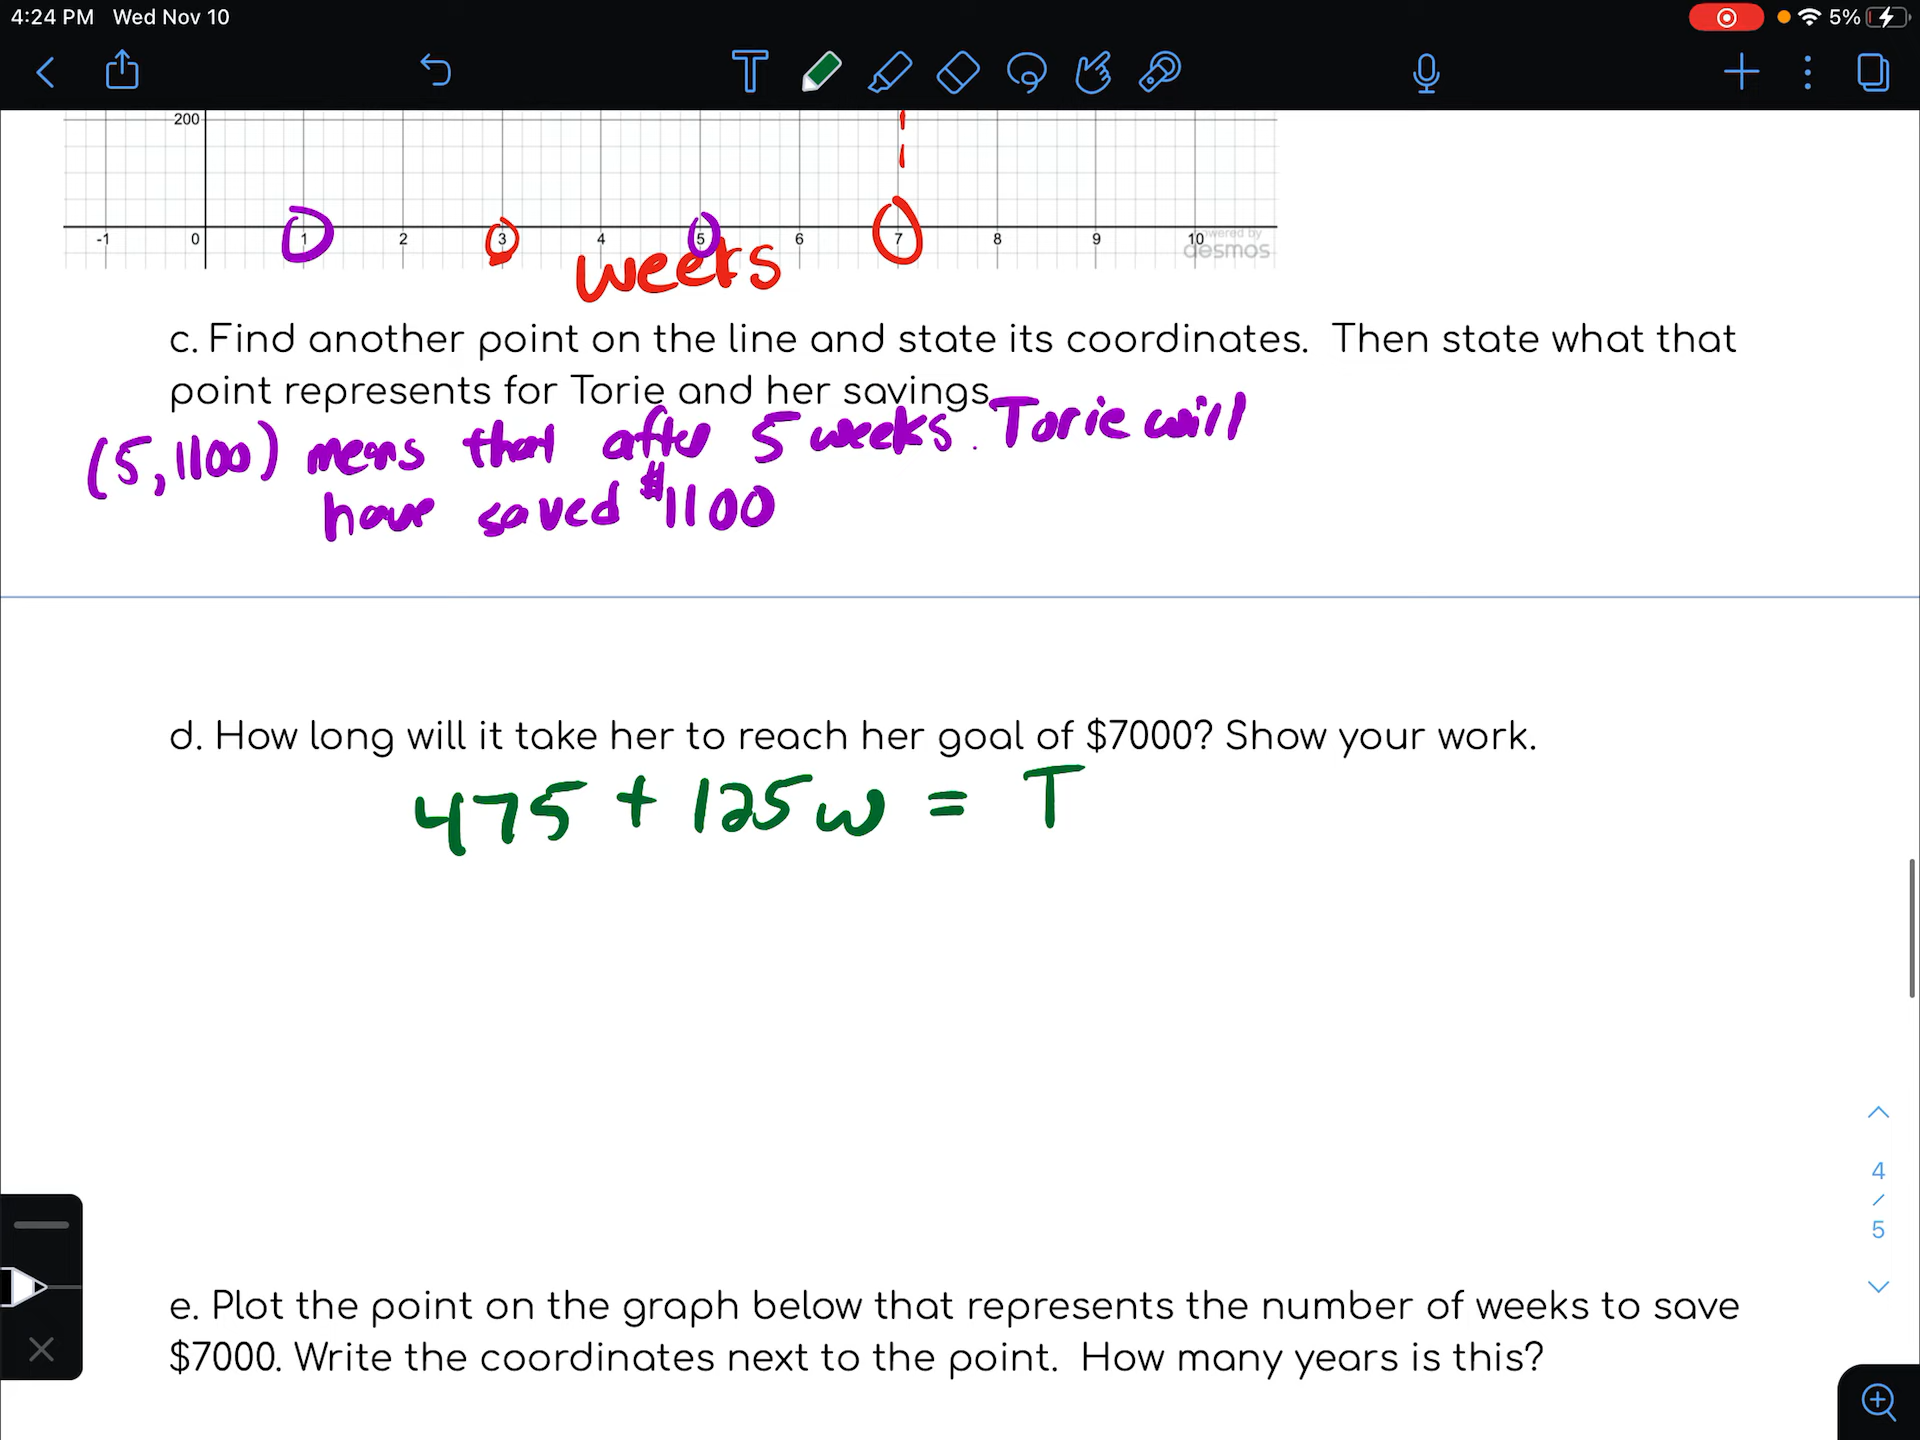 4:24 PM Wed Nov 10 5%
200
-1 0 1 2 3 4 5 6 7 8 9 10
powered by
desmos
weeks
c. Find another point on the line and state its coordinates. Then state what that
point represents for Torie and her savings.
(5,1100) means that after 5 weeks. Torie will
have saved $1100
d. How long will it take her to reach her goal of $7000? Show your work.
475 + 125w = T
4
/
5
e. Plot the point on the graph below that represents the number of weeks to save
$7000. Write the coordinates next to the point. How many years is this?